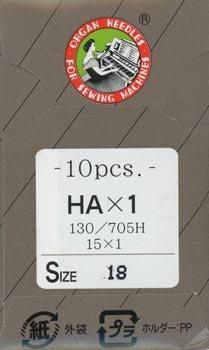 ORGAN NEEDLES
FOR SEWING MACHINES
®
-10pcs.-
HA×1
130/705H
15×1
SIZE 18
紙 外袋 プラ ホルダー:PP